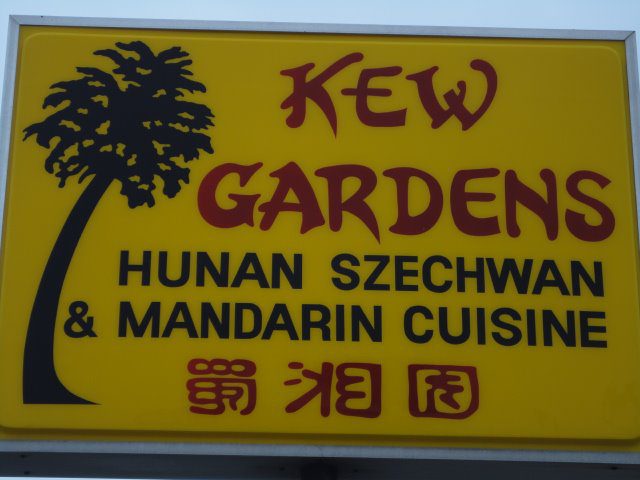 KEW
GARDENS
HUNAN SZECHWAN
& MANDARIN CUISINE
蜀湘园